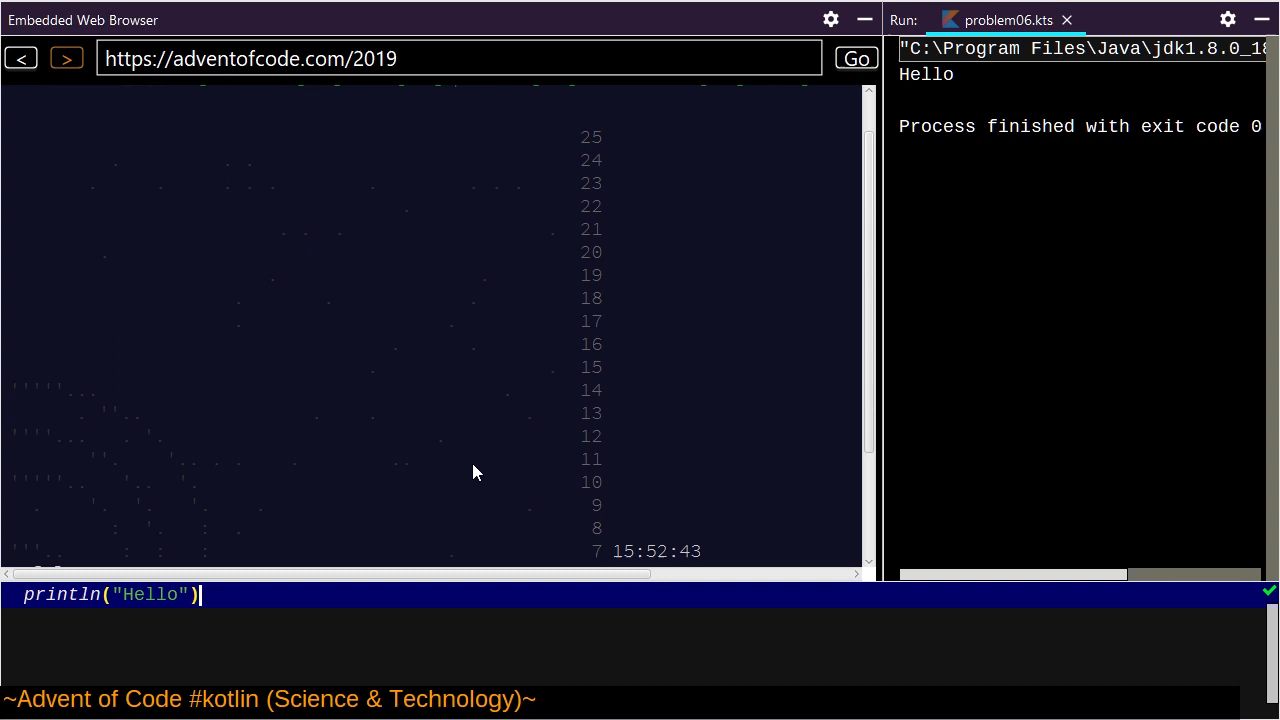 Embedded Web Browser
Run: problem06.kts
< > https://adventofcode.com/2019 Go
"C:\Program Files\Java\jdk1.8.0_18
Hello
Process finished with exit code 0
25
24
23
22
21
20
19
18
17
16
15
14
13
12
11
10
9
8
7 15:52:43
println("Hello")
~Advent of Code #kotlin (Science & Technology)~